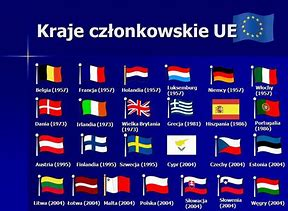 Kraje członkowskie UE
Belgia (1957) Francja (1957) Holandia (1957) Luksemburg (1957) Niemcy (1957) Włochy (1957)
Dania (1973) Irlandia (1973) Wielka Brytania (1973) Grecja (1981) Hiszpania (1986) Portugalia (1986)
Austria (1995) Finlandia (1995) Szwecja (1995) Cypr (2004) Czechy (2004) Estonia (2004)
Litwa (2004) Łotwa (2004) Malta (2004) Polska (2004) Słowacja (2004) Słowenia (2004) Węgry (2004)